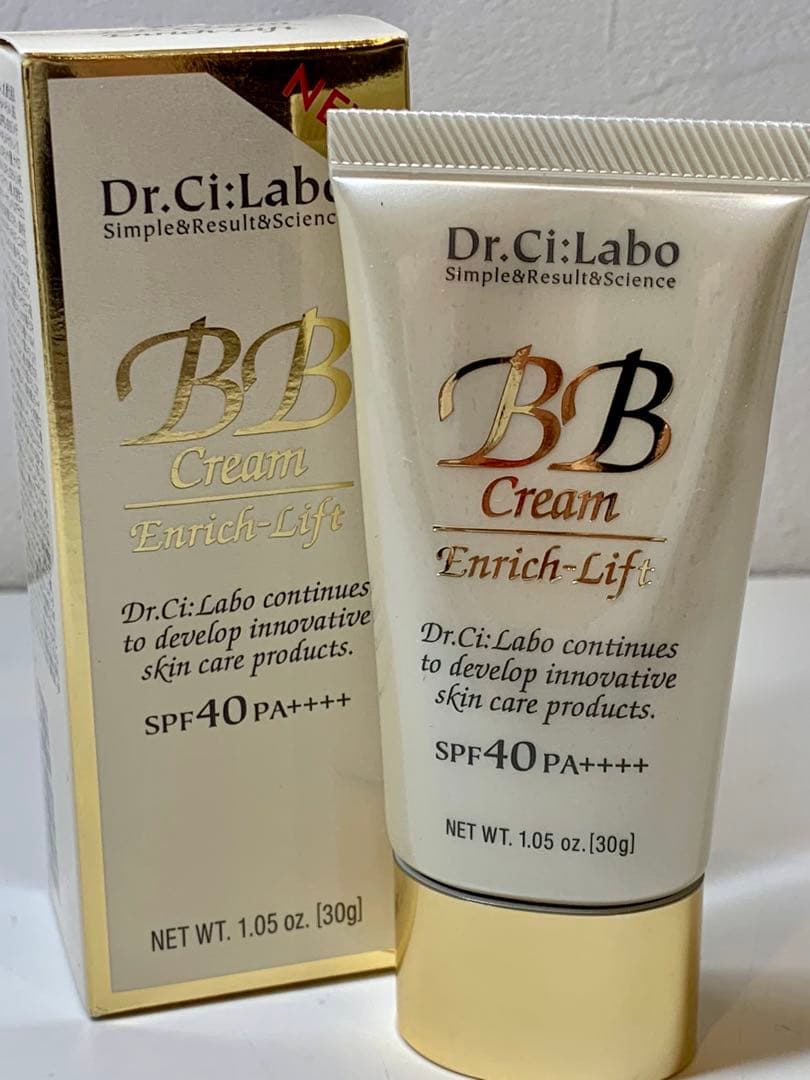 Enrich-Lift
Dr.Ci:Labo
Simple&Result&Science
BB
Cream
Enrich-Lift
Dr.Ci:Labo continues
to develop innovative
skin care products.
SPF40 PA++++
NET WT. 1.05 oz. [30g]
Dr.Ci:Labo
Simple&Result&Science
BB
Cream
Enrich-Lift
Dr.Ci:Labo continues
to develop innovative
skin care products.
SPF40 PA++++
NET WT. 1.05 oz. [30g]